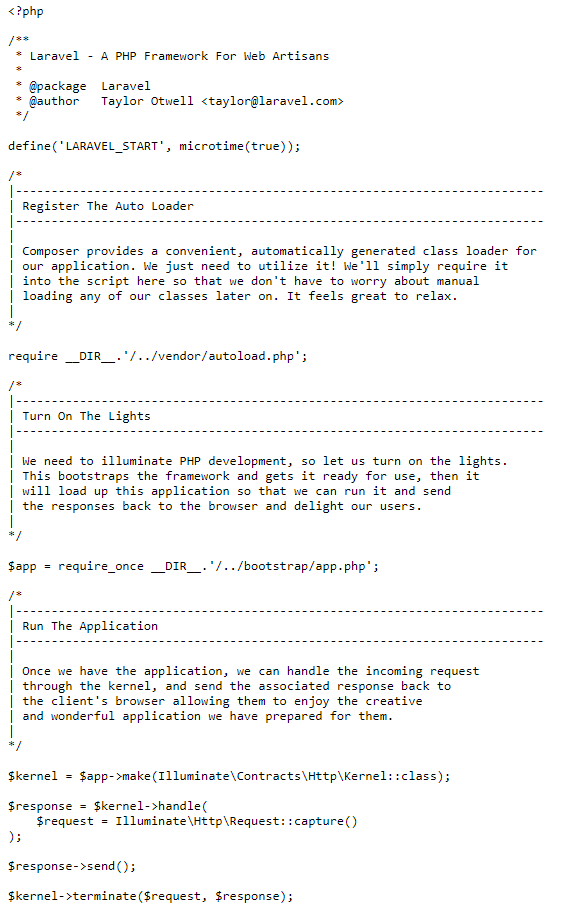 <?php

/**
 * Laravel - A PHP Framework For Web Artisans
 *
 * @package  Laravel
 * @author   Taylor Otwell <taylor@laravel.com>
 */

define('LARAVEL_START', microtime(true));

/*
|--------------------------------------------------------------------------
| Register The Auto Loader
|--------------------------------------------------------------------------
|
| Composer provides a convenient, automatically generated class loader for
| our application. We just need to utilize it! We'll simply require it
| into the script here so that we don't have to worry about manual
| loading any of our classes later on. It feels great to relax.
|
*/

require __DIR__.'/../vendor/autoload.php';

/*
|--------------------------------------------------------------------------
| Turn On The Lights
|--------------------------------------------------------------------------
|
| We need to illuminate PHP development, so let us turn on the lights.
| This bootstraps the framework and gets it ready for use, then it
| will load up this application so that we can run it and send
| the responses back to the browser and delight our users.
|
*/

$app = require_once __DIR__.'/../bootstrap/app.php';

/*
|--------------------------------------------------------------------------
| Run The Application
|--------------------------------------------------------------------------
|
| Once we have the application, we can handle the incoming request
| through the kernel, and send the associated response back to
| the client's browser allowing them to enjoy the creative
| and wonderful application we have prepared for them.
|
*/

$kernel = $app->make(Illuminate\Contracts\Http\Kernel::class);

$response = $kernel->handle(
    $request = Illuminate\Http\Request::capture()
);

$response->send();

$kernel->terminate($request, $response);